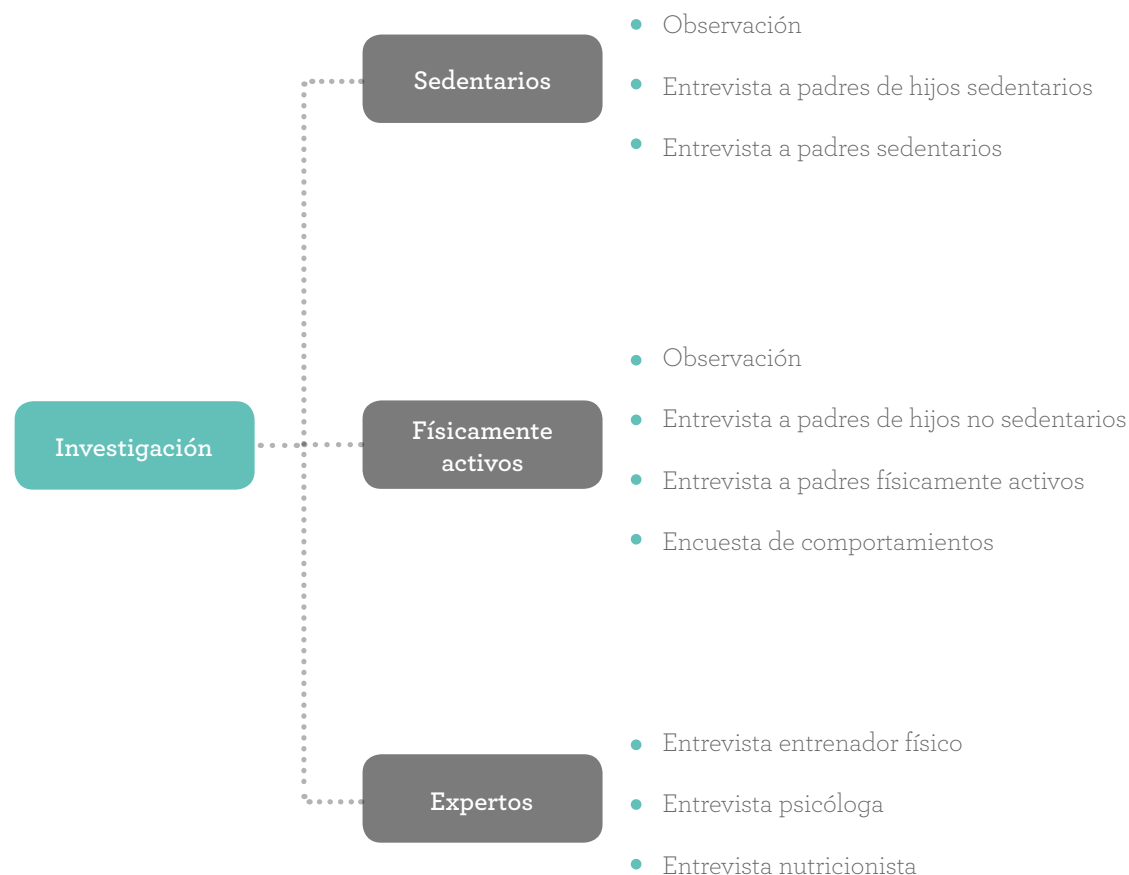 Investigación
Sedentarios
Observación
Entrevista a padres de hijos sedentarios
Entrevista a padres sedentarios
Físicamente
activos
Observación
Entrevista a padres de hijos no sedentarios
Entrevista a padres físicamente activos
Encuesta de comportamientos
Expertos
Entrevista entrenador físico
Entrevista psicóloga
Entrevista nutricionista